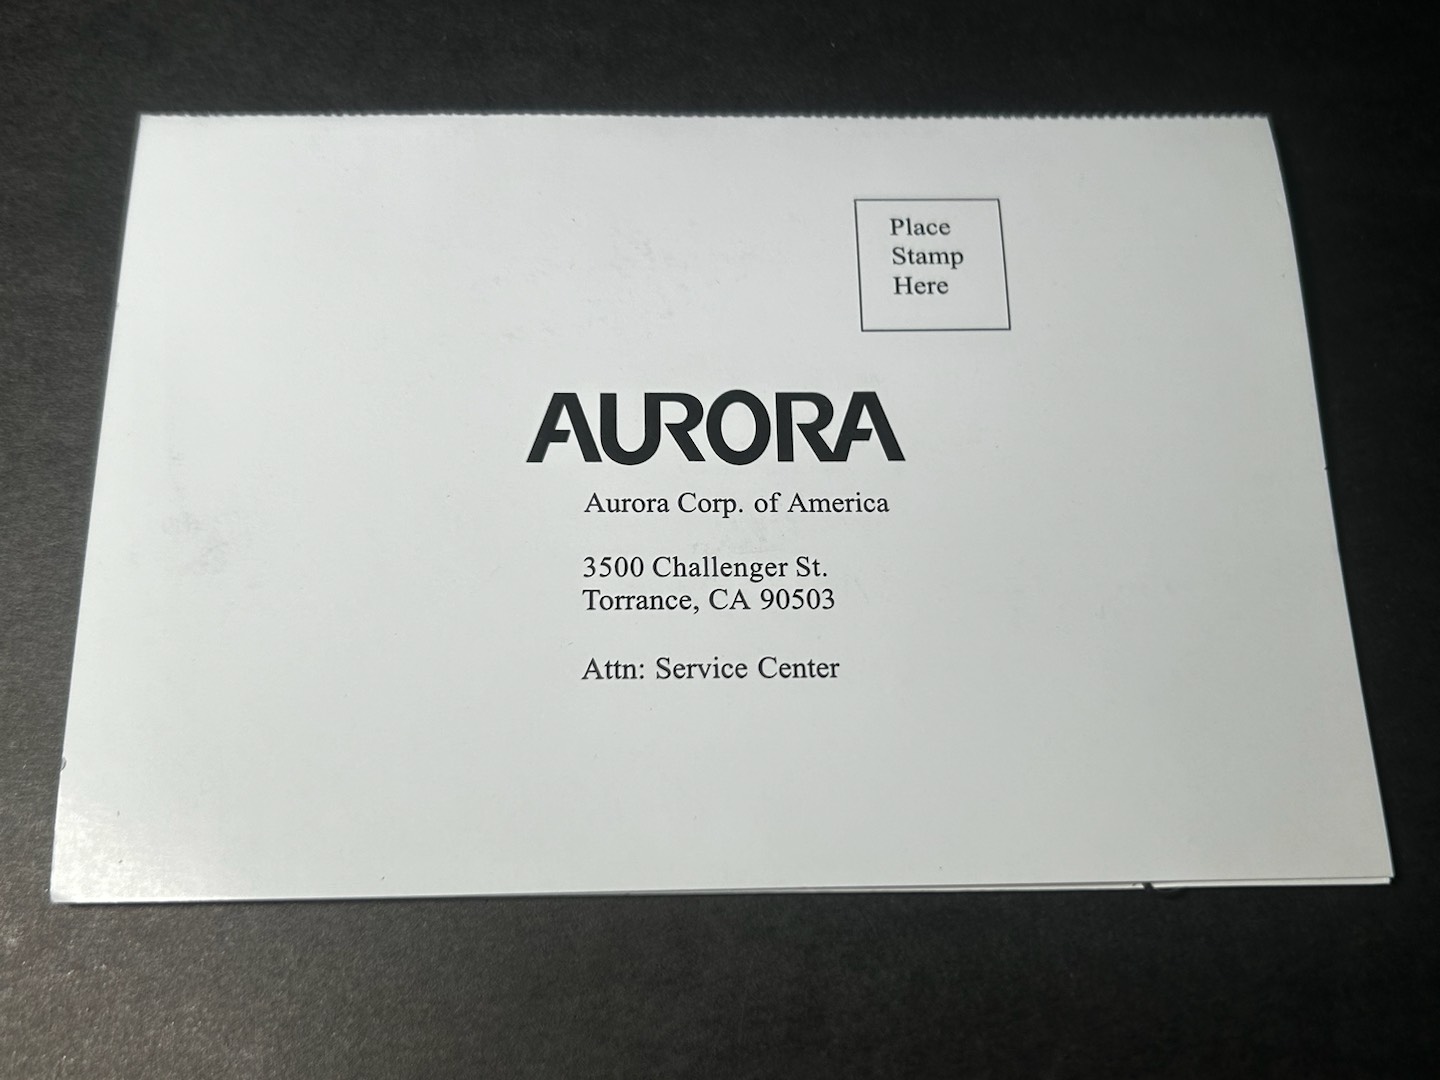 Place
Stamp
Here
AURORA
Aurora Corp. of America
3500 Challenger St.
Torrance, CA 90503
Attn: Service Center